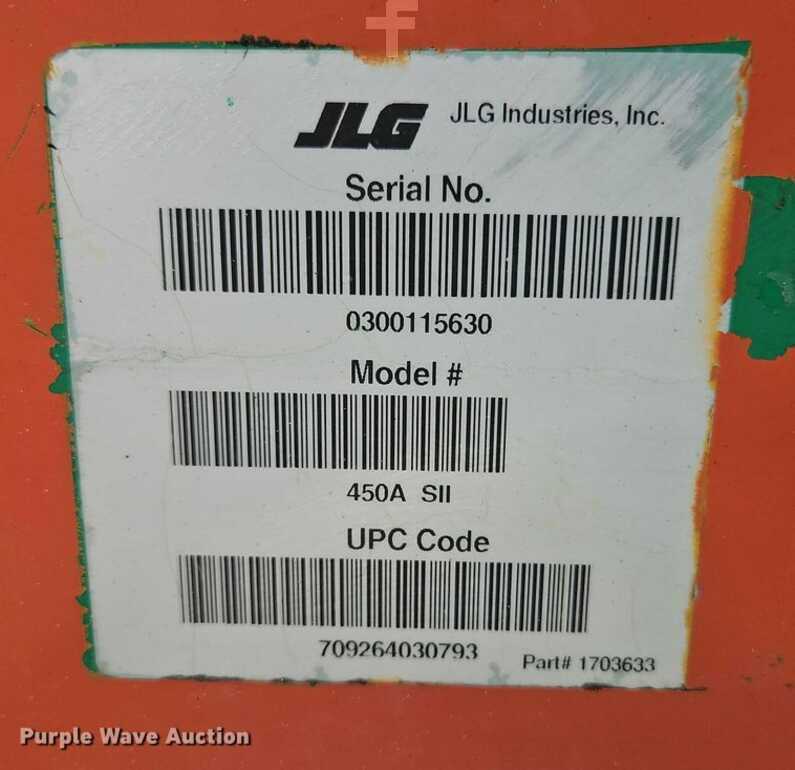 f
JLG JLG Industries, Inc.
Serial No.
0300115630
Model #
450A SII
UPC Code
709264030793
Part# 1703633
Purple Wave Auction